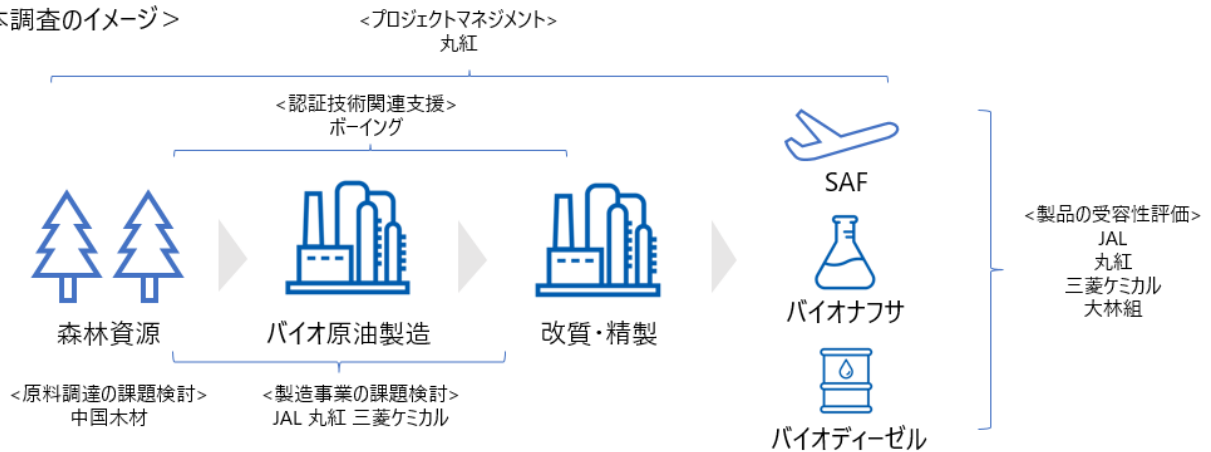 本調査のイメージ＞
<プロジェクトマネジメント>
丸紅
<認証技術関連支援>
ボーイング
SAF
バイオナフサ
バイオディーゼル
森林資源
バイオ原油製造
改質・精製
<原料調達の課題検討>
中国木材
<製造事業の課題検討>
JAL 丸紅 三菱ケミカル
<製品の受容性評価>
JAL
丸紅
三菱ケミカル
大林組